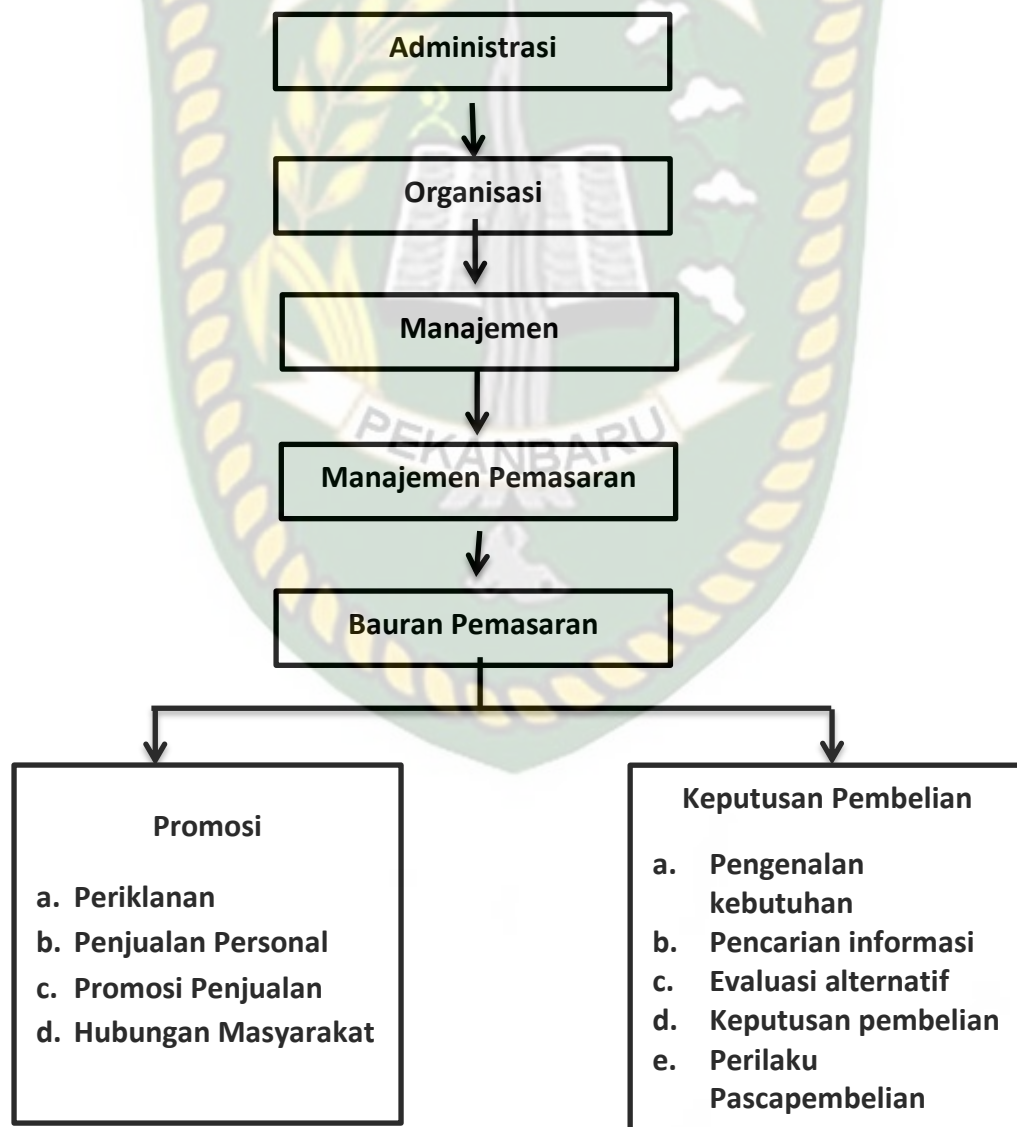 Administrasi
Organisasi
Manajemen
PEKANBARU
Manajemen Pemasaran
Bauran Pemasaran
Promosi
a. Periklanan
b. Penjualan Personal
c. Promosi Penjualan
d. Hubungan Masyarakat
Keputusan Pembelian
a. Pengenalan
kebutuhan
b. Pencarian informasi
c. Evaluasi alternatif
d. Keputusan pembelian
e. Perilaku
Pascapembelian